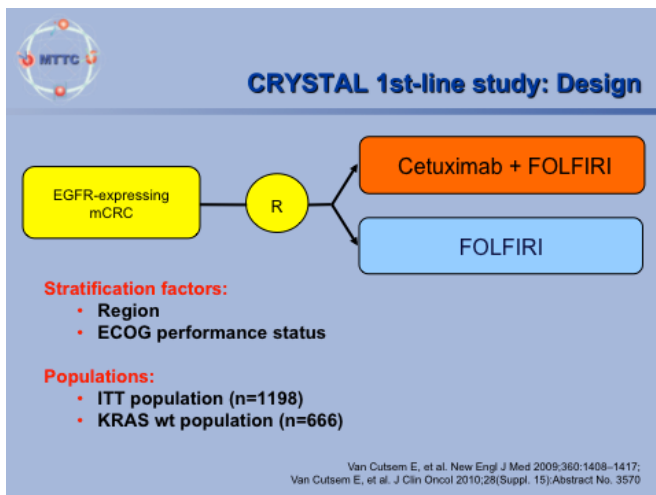 MTTC
CRYSTAL 1st-line study: Design
EGFR-expressing
mCRC
R
Cetuximab + FOLFIRI
FOLFIRI
Stratification factors:
• Region
• ECOG performance status
Populations:
• ITT population (n=1198)
• KRAS wt population (n=666)
Van Cutsem E, et al. New Engl J Med 2009;360:1408–1417;
Van Cutsem E, et al. J Clin Oncol 2010;28(Suppl. 15):Abstract No. 3570